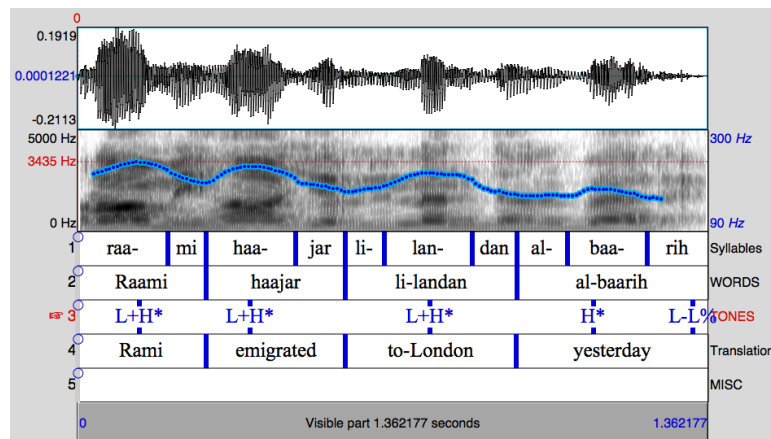 0
0.1919
0.0001221
-0.2113
5000 Hz 300 Hz
3435 Hz
0 Hz 90 Hz
1 raa- mi haa- jar li- lan- dan al- baa- rih Syllables
2 Raami haajar li-landan al-baarih WORDS
3 L+H* L+H* L+H* H* L-L% TONES
4 Rami emigrated to-London yesterday Translation
5 MISC
0 Visible part 1.362177 seconds 1.362177